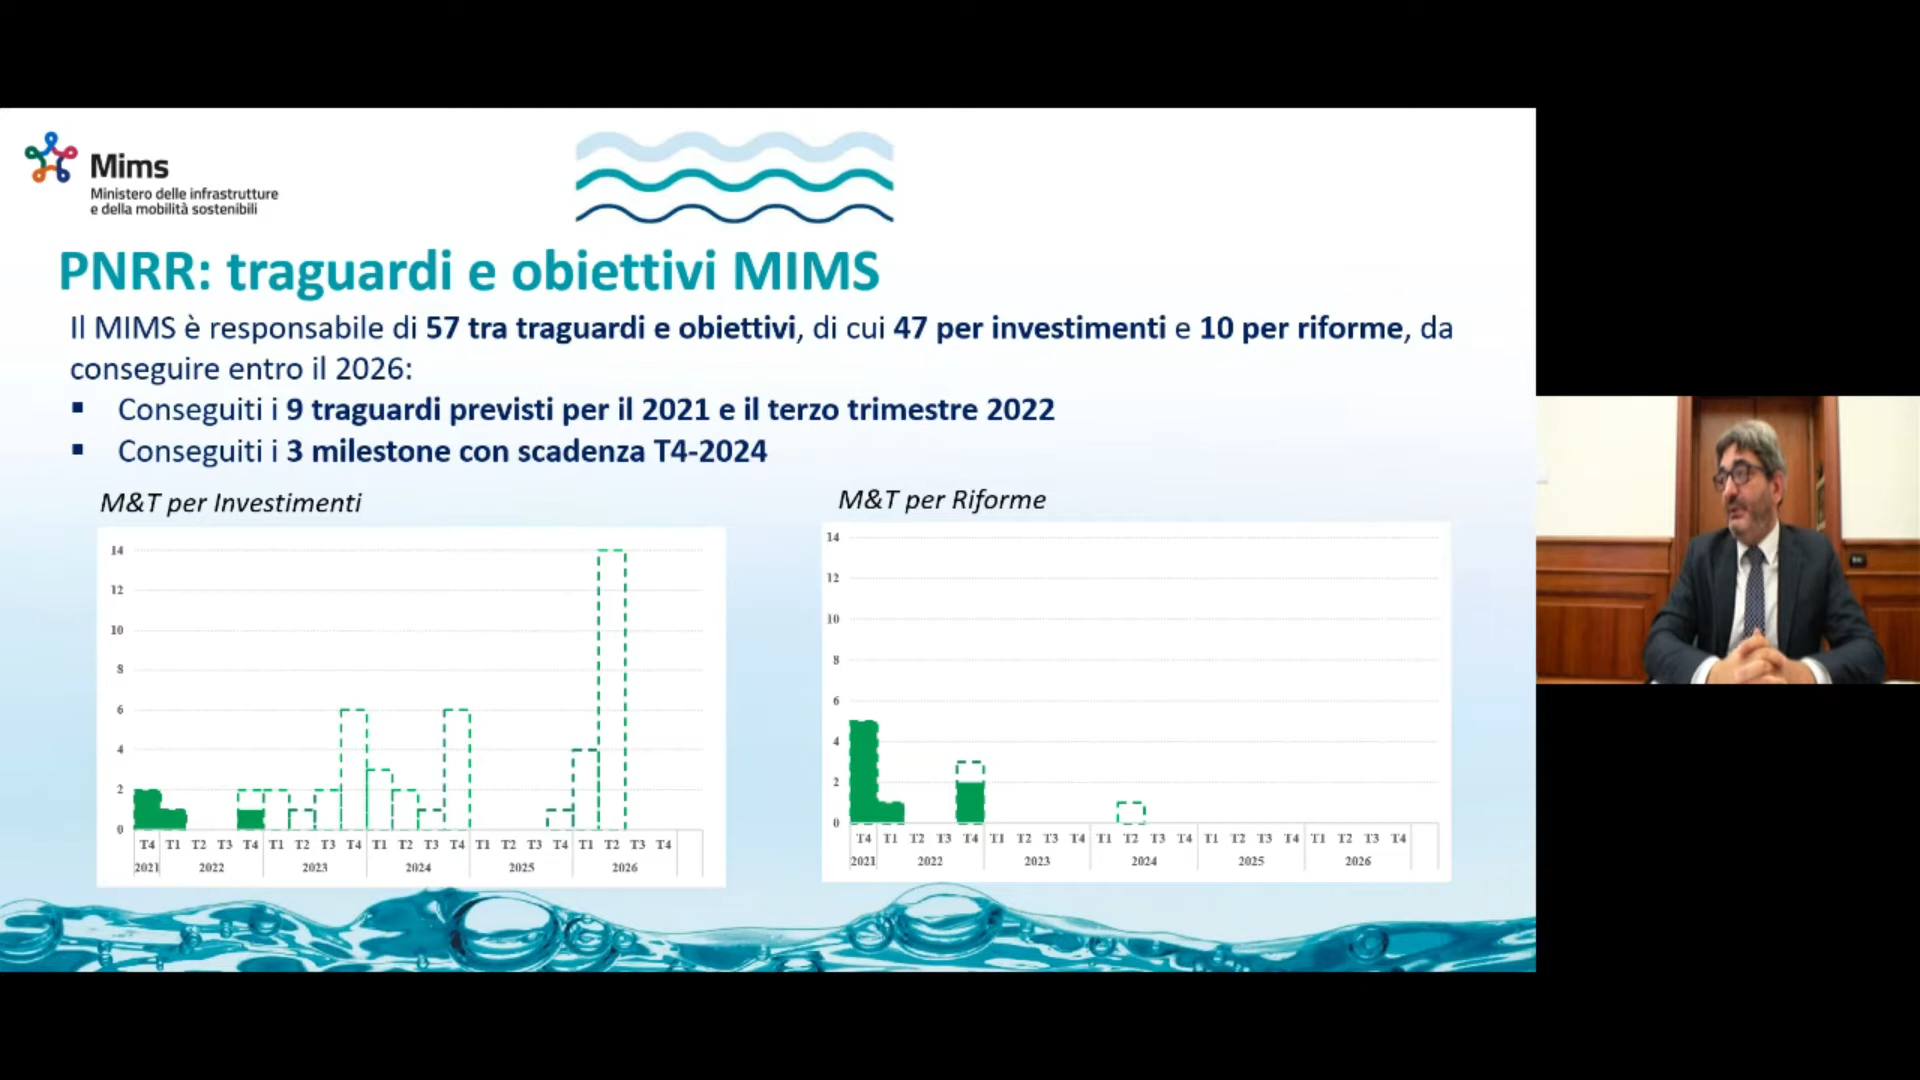 Mims
Ministero delle infrastrutture
e della mobilità sostenibili
PNRR: traguardi e obiettivi MIMS
Il MIMS è responsabile di 57 tra traguardi e obiettivi, di cui 47 per investimenti e 10 per riforme, da
conseguire entro il 2026:
▪ Conseguiti i 9 traguardi previsti per il 2021 e il terzo trimestre 2022
▪ Conseguiti i 3 milestone con scadenza T4-2024
M&T per Investimenti
14
12
10
8
6
4
2
0
T4 T1 T2 T3 T4 T1 T2 T3 T4 T1 T2 T3 T4 T1 T2 T3 T4 T1 T2 T3 T4
2021 2022 2023 2024 2025 2026
M&T per Riforme
14
12
10
8
6
4
2
0
T4 T1 T2 T3 T4 T1 T2 T3 T4 T1 T2 T3 T4 T1 T2 T3 T4 T1 T2 T3 T4
2021 2022 2023 2024 2025 2026